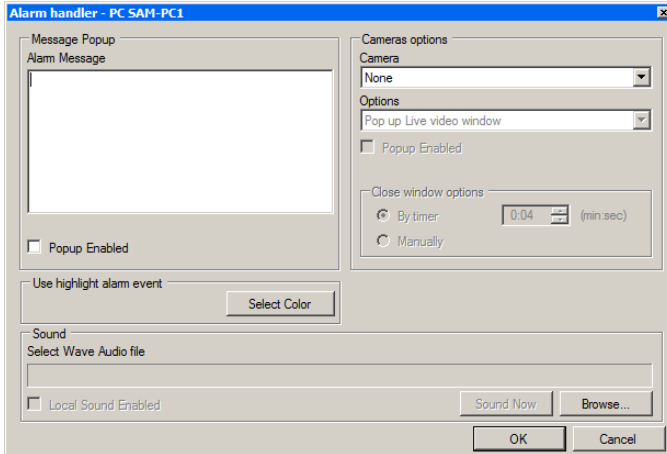 Alarm handler - PC SAM-PC1
Message Popup
Alarm Message
Popup Enabled
Use highlight alarm event
Select Color
Cameras options
Camera
None
Options
Pop up Live video window
Popup Enabled
Close window options
By timer
0:04
(min:sec)
Manually
Sound
Select Wave Audio file
Local Sound Enabled
Sound Now
Browse...
OK
Cancel